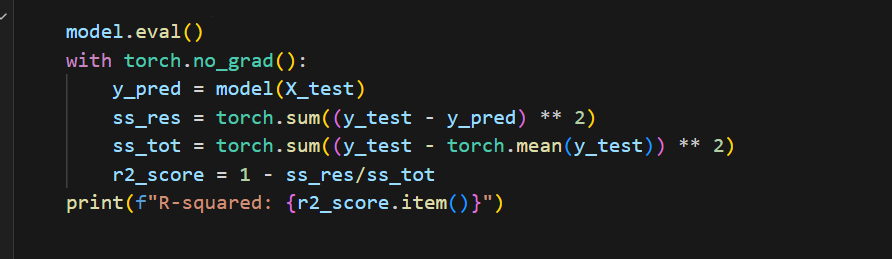 model.eval()
with torch.no_grad():
    y_pred = model(X_test)
    ss_res = torch.sum((y_test - y_pred) ** 2)
    ss_tot = torch.sum((y_test - torch.mean(y_test)) ** 2)
    r2_score = 1 - ss_res/ss_tot
print(f"R-squared: {r2_score.item()}")